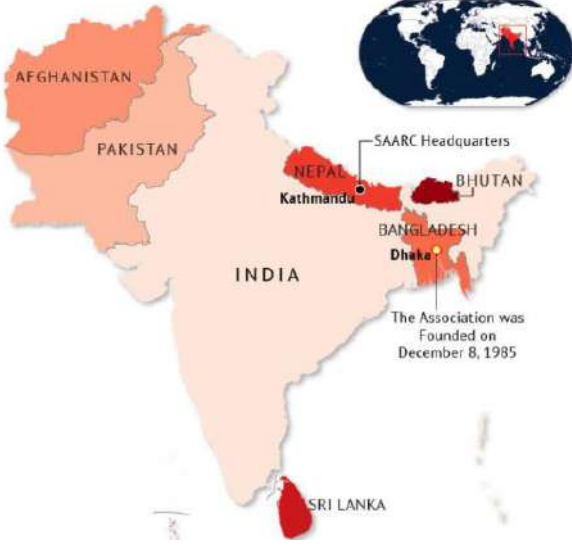 AFGHANISTAN
PAKISTAN
SAARC Headquarters
NEPAL
Kathmandu
BHUTAN
BANGLADESH
Dhaka
INDIA
The Association was
Founded on
December 8, 1985
SRI LANKA